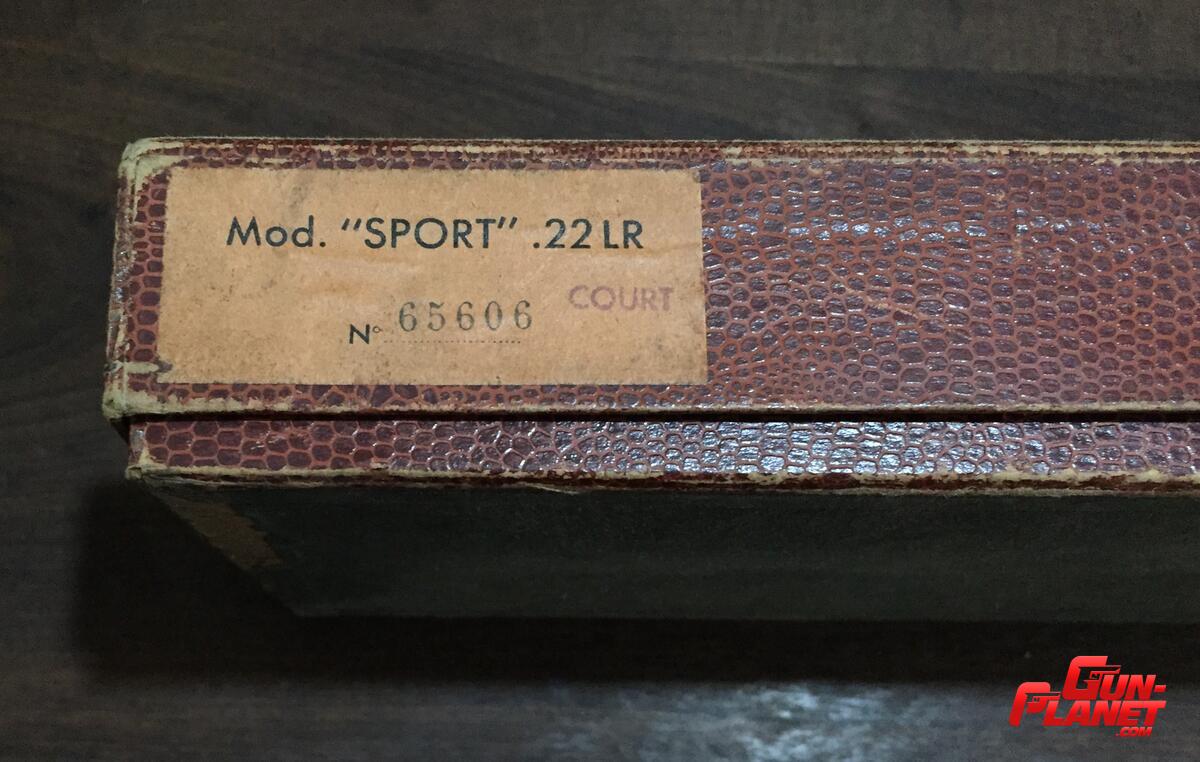 Mod. “SPORT” .22 LR
COURT
N° 65606
GUN-
PLANET
.COM